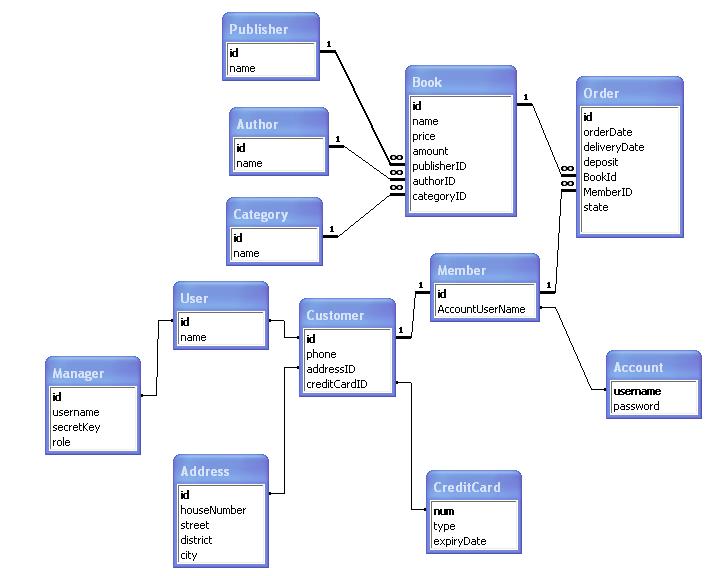 Publisher
id
name
1
Author
id
name
1
Category
id
name
1
Book
id
name
price
amount
publisherID
authorID
categoryID
1
∞
∞
∞
Order
id
orderDate
deliveryDate
deposit
BookId
MemberID
state
∞
∞
Member
id
AccountUserName
1
1
User
id
name
Customer
id
phone
addressID
creditCardID
1
Manager
id
username
secretKey
role
Account
username
password
Address
id
houseNumber
street
district
city
CreditCard
num
type
expiryDate